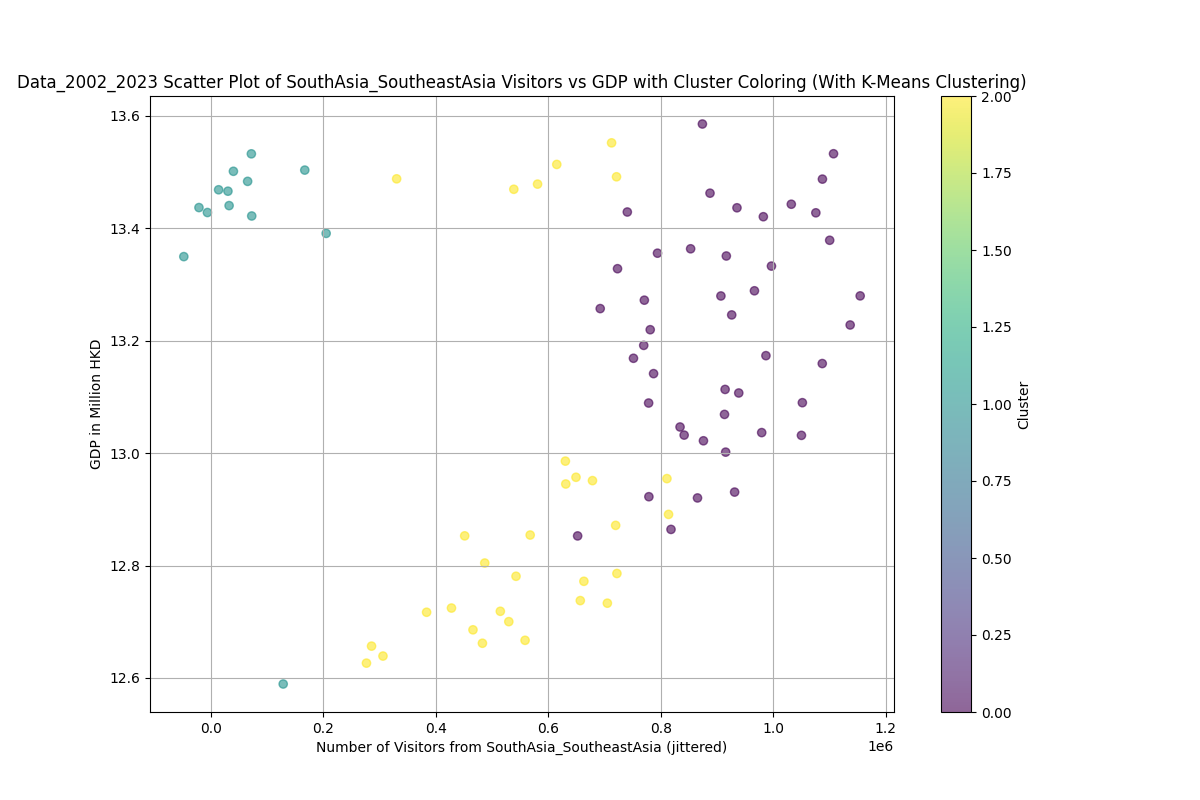 Data_2002_2023 Scatter Plot of SouthAsia_SoutheastAsia Visitors vs GDP with Cluster Coloring (With K-Means Clustering)
GDP in Million HKD
13.6
13.4
13.2
13.0
12.8
12.6
0.0 0.2 0.4 0.6 0.8 1.0 1.2
1e6
Number of Visitors from SouthAsia_SoutheastAsia (jittered)
2.00
1.75
1.50
1.25
1.00
0.75
0.50
0.25
0.00
Cluster